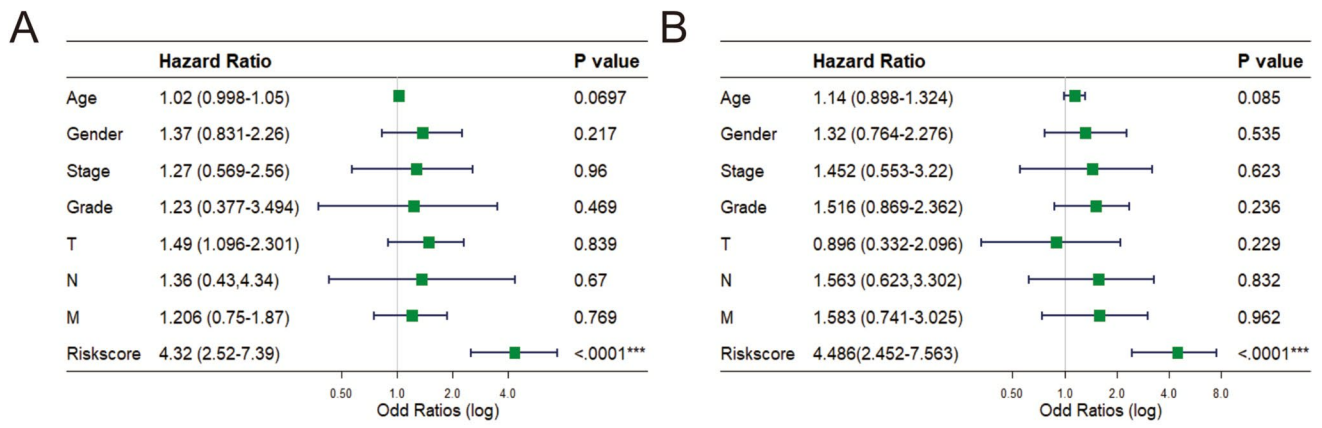 A
Hazard Ratio P value
Age 1.02 (0.998-1.05) 0.0697
Gender 1.37 (0.831-2.26) 0.217
Stage 1.27 (0.569-2.56) 0.96
Grade 1.23 (0.377-3.494) 0.469
T 1.49 (1.096-2.301) 0.839
N 1.36 (0.43,4.34) 0.67
M 1.206 (0.75-1.87) 0.769
Riskscore 4.32 (2.52-7.39) <.0001***
0.50 1.0 2.0 4.0
Odd Ratios (log)
B
Hazard Ratio P value
Age 1.14 (0.898-1.324) 0.085
Gender 1.32 (0.764-2.276) 0.535
Stage 1.452 (0.553-3.22) 0.623
Grade 1.516 (0.869-2.362) 0.236
T 0.896 (0.332-2.096) 0.229
N 1.563 (0.623,3.302) 0.832
M 1.583 (0.741-3.025) 0.962
Riskscore 4.486(2.452-7.563) <.0001***
0.50 1.0 2.0 4.0 8.0
Odd Ratios (log)